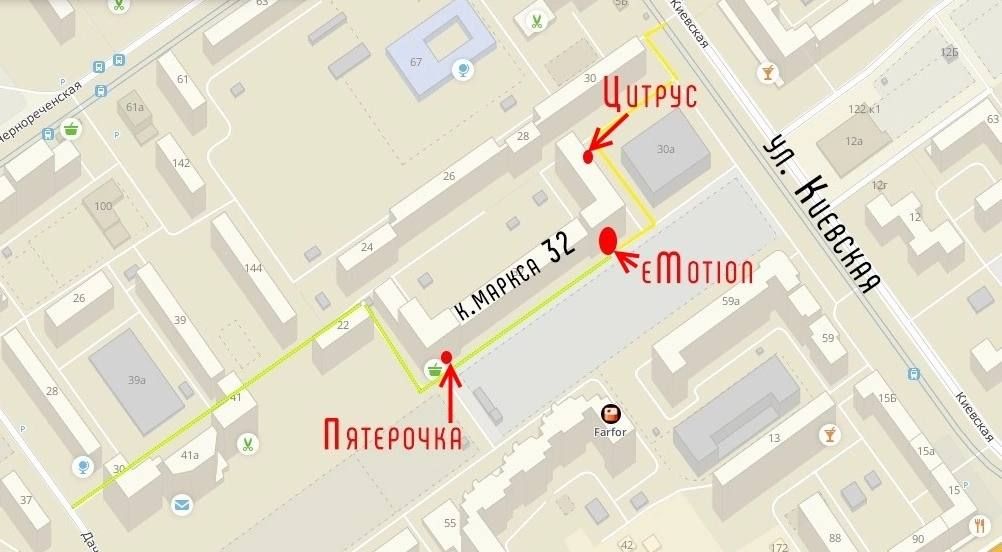 Киевская
12Б
67
61
30
Цитрус
Чернореченская
61а
P
P
122 к1
63
28
30а
12а
ул. Киевская
142
26
12г
100
12
24
К.Маркса 32
eMotion
144
59а
26
39
22
59
28
39а
41
15Б
Киевская
Пятерочка
Farfor
13
41а
30
15а
P
37
15
P
55
42
90
88
172
Дач